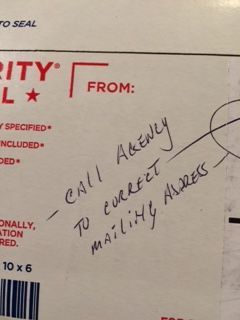 TO SEAL
RITY®
L ★
FROM:
Y SPECIFIED*
INCLUDED*
DED*
- CALL AGENCY
TO CORRECT
MAILING ADDRESS
ONALLY,
ATION
RED.
10 x 6